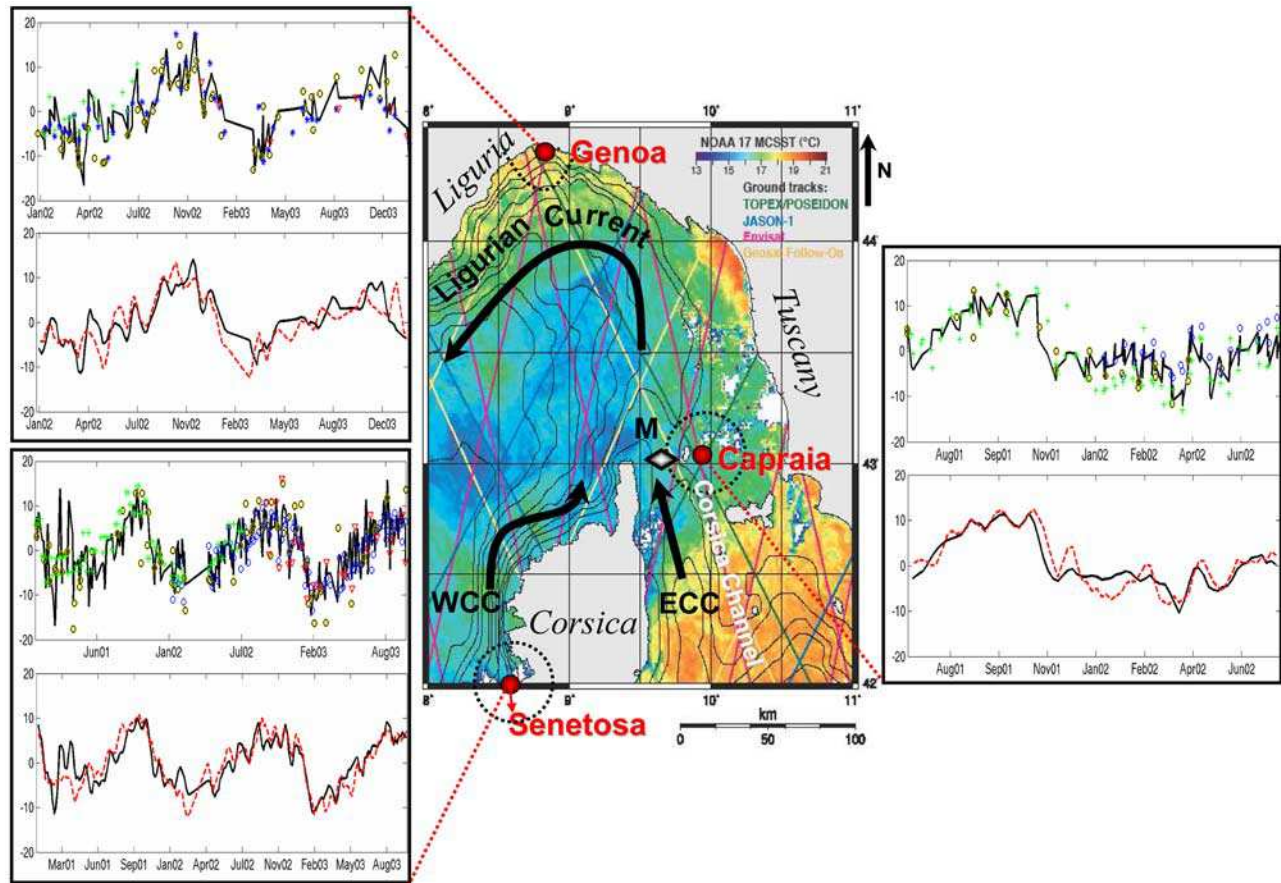 20
10
0
-10
-20
Jan02 Apr02 Jul02 Nov02 Feb03 May03 Dec03
20
10
0
-10
-20
Jan02 Apr02 Jul02 Nov02 Feb03 May03 Aug03 Dec03
20
10
0
-10
-20
Jun01 Jan02 Jul02 Feb03 Aug03
20
10
0
-10
-20
Mar01 Jun01 Sep01 Jan02 Apr02 Jul02 Nov02 Feb03 May03 Aug03
8° 9° 10° 11°
N
NOAA 17 MCSST (°C)
13 15 17 19 21
Ground tracks:
TOPEX/POSEIDON
JASON-1
Envisat
Geosat Follow-On
Genoa
Liguria
Ligurian Current
44°
Tuscany
M
Capraia
43°
Corsica Channel
WCC
ECC
Corsica
42°
8° 9° 10° 11°
Senetosa
km
0 50 100
20
10
0
-10
-20
Aug01 Sep01 Nov01 Jan02 Feb02 Apr02 Jun02
20
10
0
-10
-20
Aug01 Sep01 Nov01 Jan02 Feb02 Apr02 Jun02